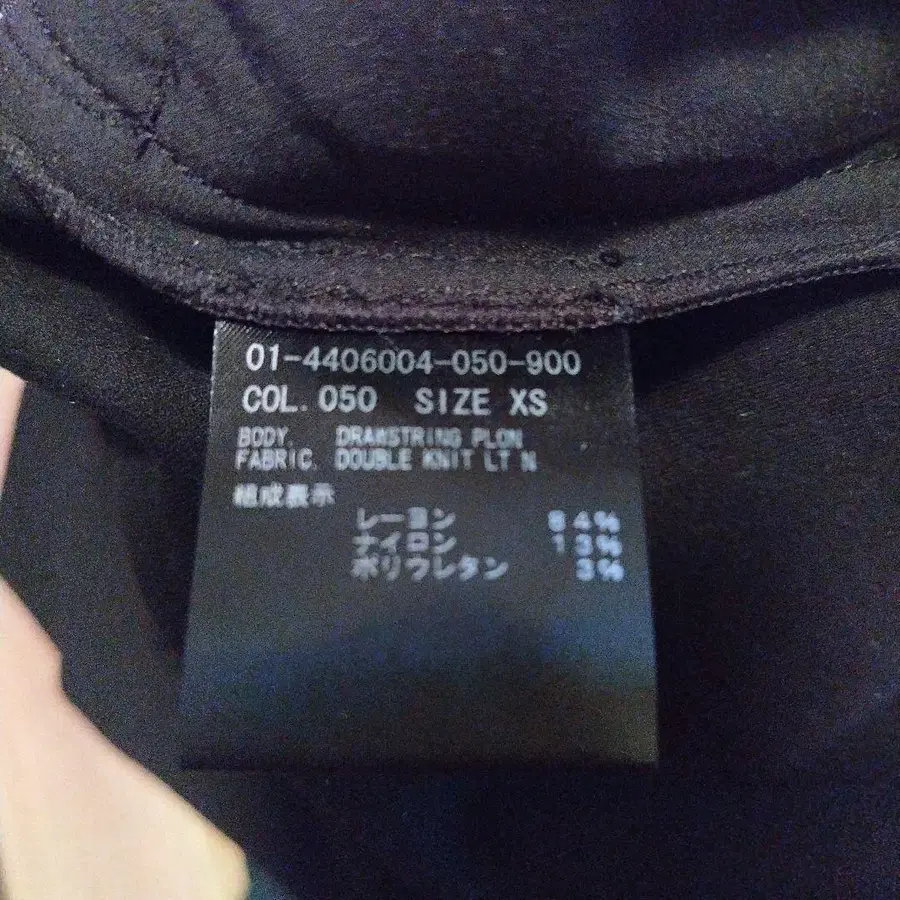 01-4406004-050-900
COL. 050 SIZE XS
BODY. DRAWSTRING PLON
FABRIC. DOUBLE KNIT LT N
組成表示
レーヨン 84%
ナイロン 13%
ポリウレタン 3%